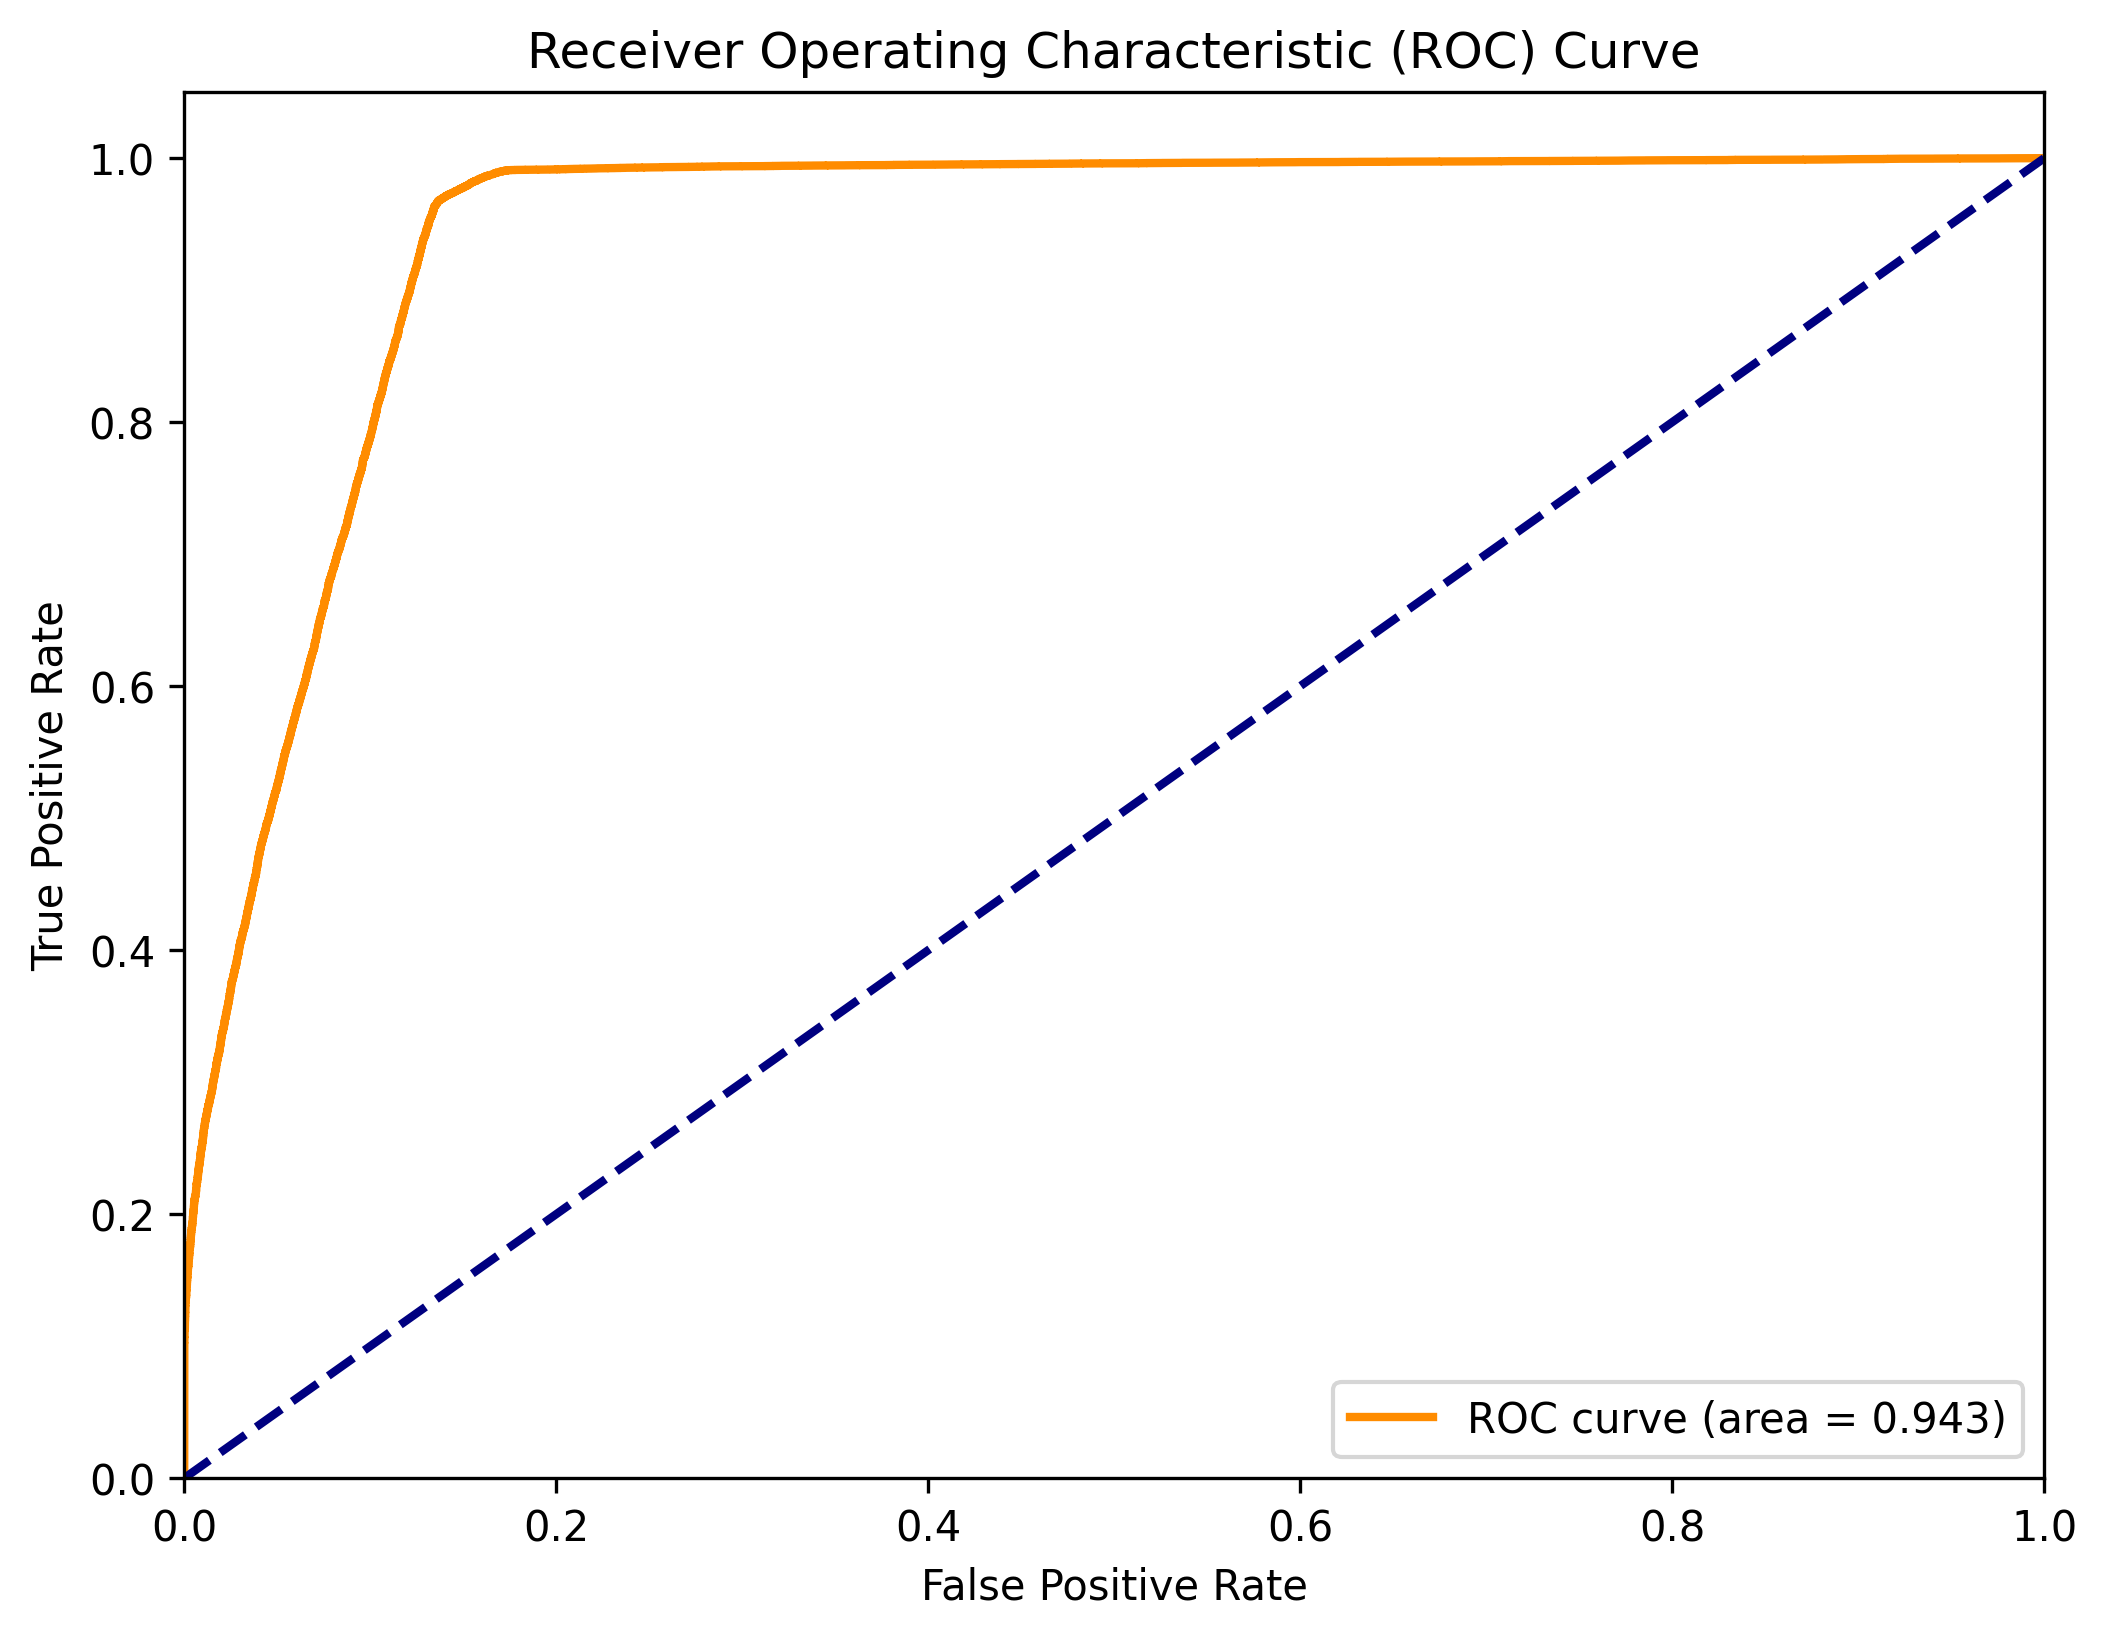 Receiver Operating Characteristic (ROC) Curve
1.0
0.8
0.6
0.4
0.2
0.0
True Positive Rate
0.0 0.2 0.4 0.6 0.8 1.0
False Positive Rate
ROC curve (area = 0.943)